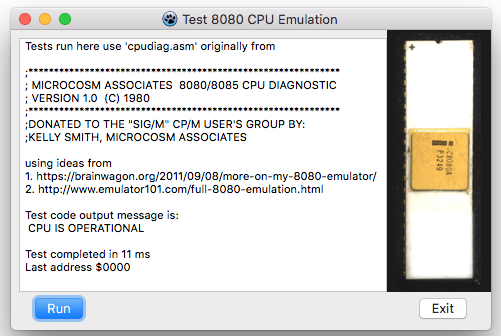 Test 8080 CPU Emulation
Tests run here use 'cpudiag.asm' originally from
;***********************************************************
; MICROCOSM ASSOCIATES  8080/8085 CPU DIAGNOSTIC
; VERSION 1.0  (C) 1980
;***********************************************************
;DONATED TO THE "SIG/M" CP/M USER'S GROUP BY:
;KELLY SMITH, MICROCOSM ASSOCIATES
using ideas from
1. https://brainwagon.org/2011/09/08/more-on-my-8080-emulator/
2. http://www.emulator101.com/full-8080-emulation.html
Test code output message is:
 CPU IS OPERATIONAL
Test completed in 11 ms
Last address $0000
C8080A
P3249
Run
Exit